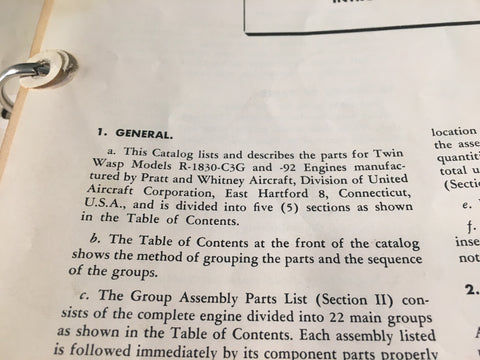 1. GENERAL.
a. This Catalog lists and describes the parts for Twin
Wasp Models R-1830-C3G and -92 Engines manufac-
tured by Pratt and Whitney Aircraft, Division of United
Aircraft Corporation, East Hartford 8, Connecticut,
U.S.A., and is divided into five (5) sections as shown
in the Table of Contents.
b. The Table of Contents at the front of the catalog
shows the method of grouping the parts and the sequence
of the groups.
c. The Group Assembly Parts List (Section II) con-
sists of the complete engine divided into 22 main groups
as shown in the Table of Contents. Each assembly listed
is followed immediately by its component parts properly
location
the asse
quantiti
total u
(Secti
e.
f.
inse
not
2.